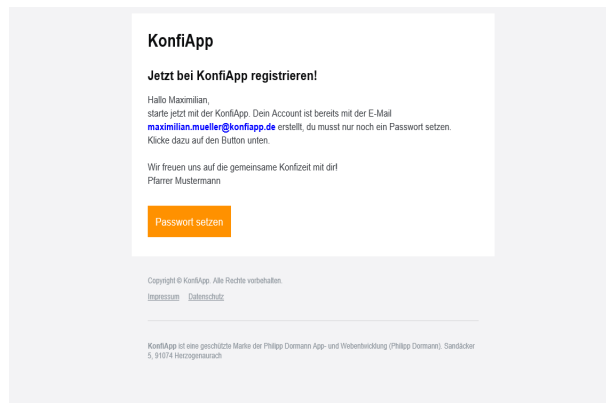 KonfiApp
Jetzt bei KonfiApp registrieren!
Hallo Maximilian,
starte jetzt mit der KonfiApp. Dein Account ist bereits mit der E-Mail
maximilian.mueller@konfiapp.de erstellt, du musst nur noch ein Passwort setzen.
Klicke dazu auf den Button unten.
Wir freuen uns auf die gemeinsame Konfizeit mit dir!
Pfarrer Mustermann
Passwort setzen
Copyright © KonfiApp. Alle Rechte vorbehalten.
Impressum Datenschutz
KonfiApp ist eine geschützte Marke der Philipp Dormann App- und Webentwicklung (Philipp Dormann). Sandäcker
5, 91074 Herzogenaurach